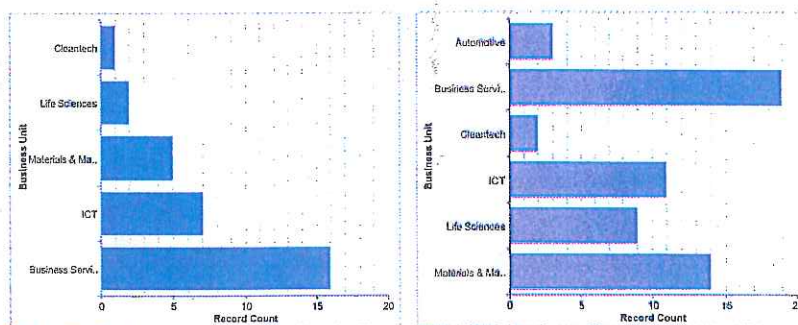 Cleantech
Life Sciences
Materials & Ma..
ICT
Business Servi..
Business Unit
0 5 10 15 20
Record Count
Automotive
Business Servi..
Cleantech
ICT
Life Sciences
Materials & Ma..
Business Unit
0 5 10 15 20
Record Count